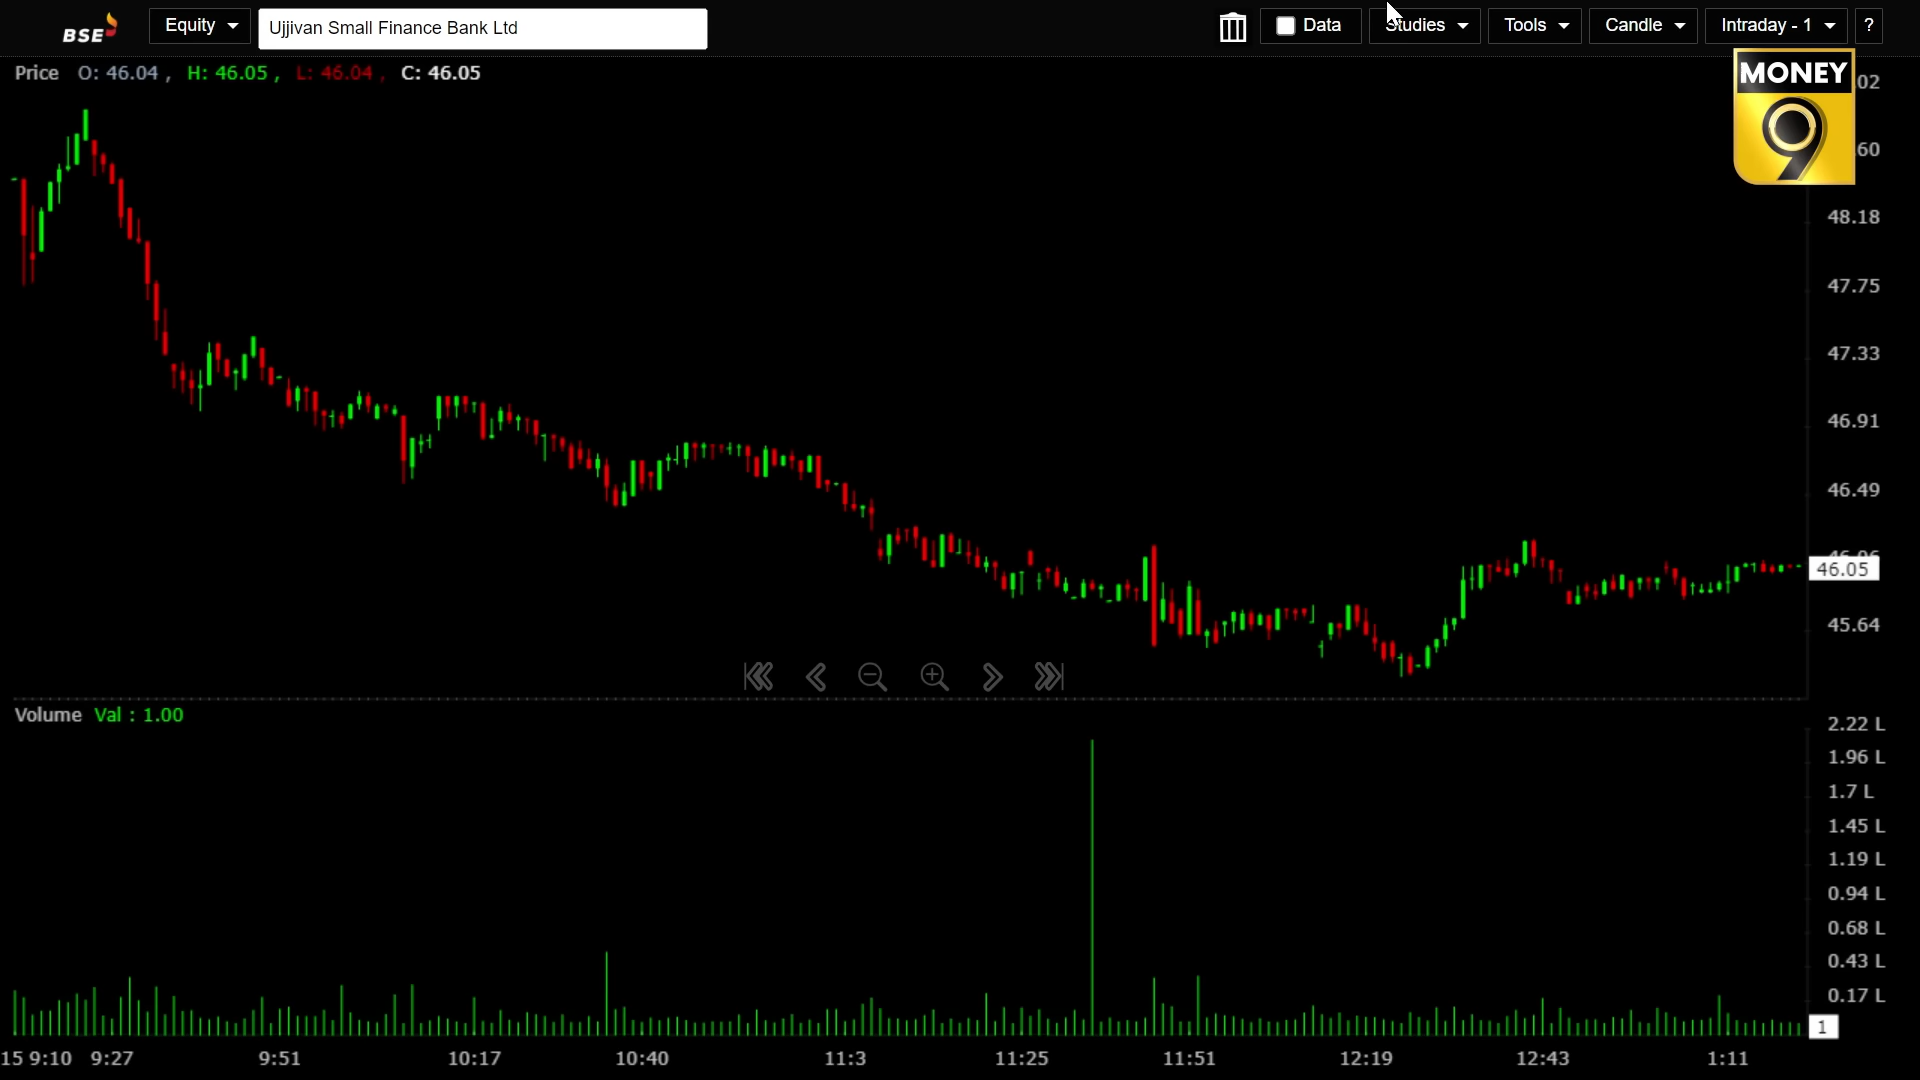 BSE Equity Ujjivan Small Finance Bank Ltd Data Studies Tools Candle Intraday - 1 ?
Price O: 46.04 , H: 46.05 , L: 46.04 , C: 46.05
MONEY
9
02
60
48.18
47.75
47.33
46.91
46.49
46.05
45.64
Volume Val : 1.00
2.22 L
1.96 L
1.7 L
1.45 L
1.19 L
0.94 L
0.68 L
0.43 L
0.17 L
1
15 9:10 9:27 9:51 10:17 10:40 11:3 11:25 11:51 12:19 12:43 1:11